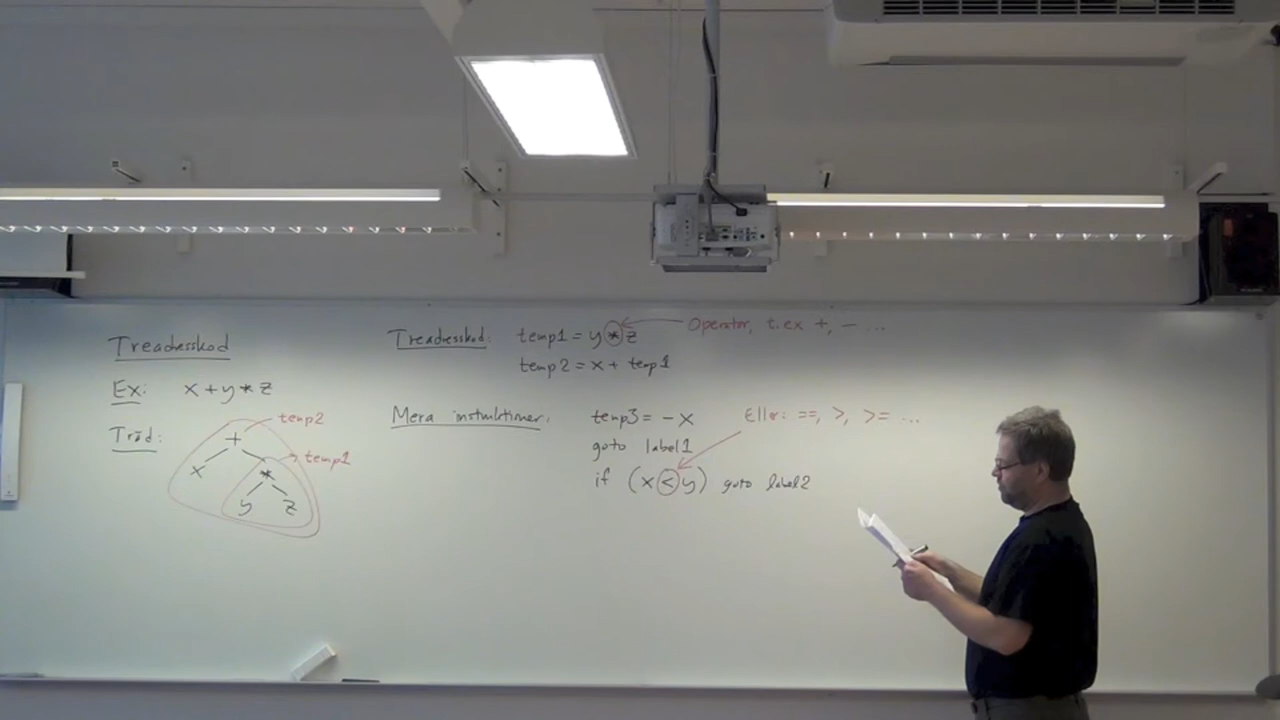 Treadresskod
Ex: x + y * z
Träd:
+
x *
y z
temp2
temp1
Treadresskod: temp1 = y * z
temp2 = x + temp1
Operator, t.ex +, - ...
Mera instruktioner: temp3 = - x
goto label1
if (x < y) goto label2
Eller: ==, >, >= ...